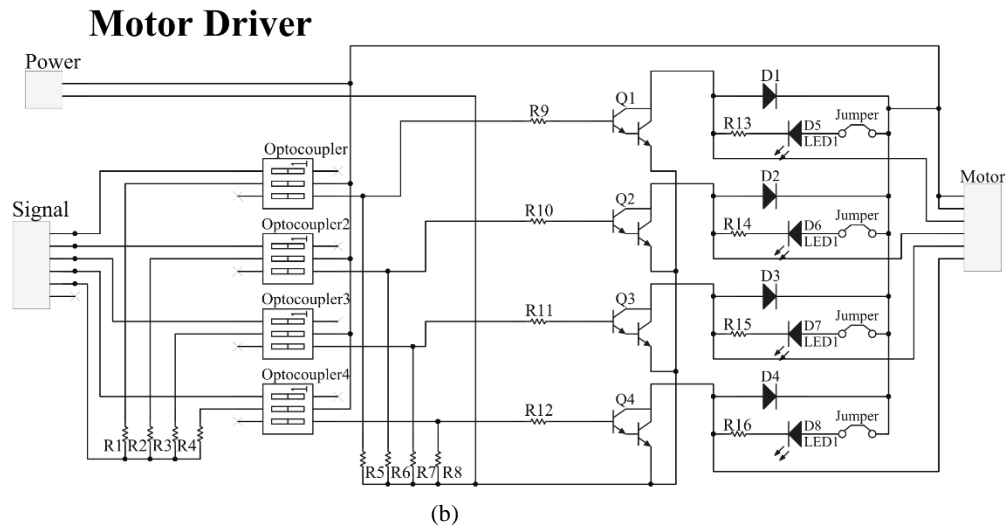 Motor Driver
Power
Signal
Optocoupler
Optocoupler2
Optocoupler3
Optocoupler4
R1 R2 R3 R4
R5 R6 R7 R8
R9
Q1
D1
R13
D5
LED1
Jumper
R10
Q2
D2
R14
D6
LED1
Jumper
R11
Q3
D3
R15
D7
LED1
Jumper
R12
Q4
D4
R16
D8
LED1
Jumper
Motor
(b)